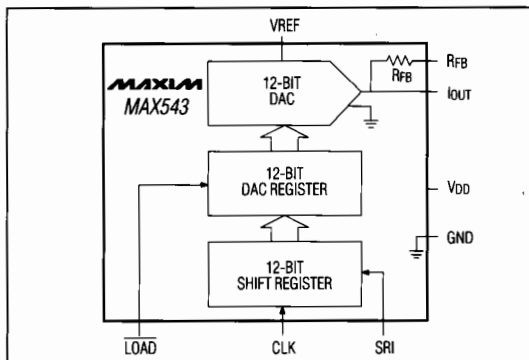 VREF
MAXIM
MAX543
12-BIT
DAC
RFB
RFB
IOUT
12-BIT
DAC REGISTER
VDD
GND
12-BIT
SHIFT REGISTER
LOAD
CLK
SRI